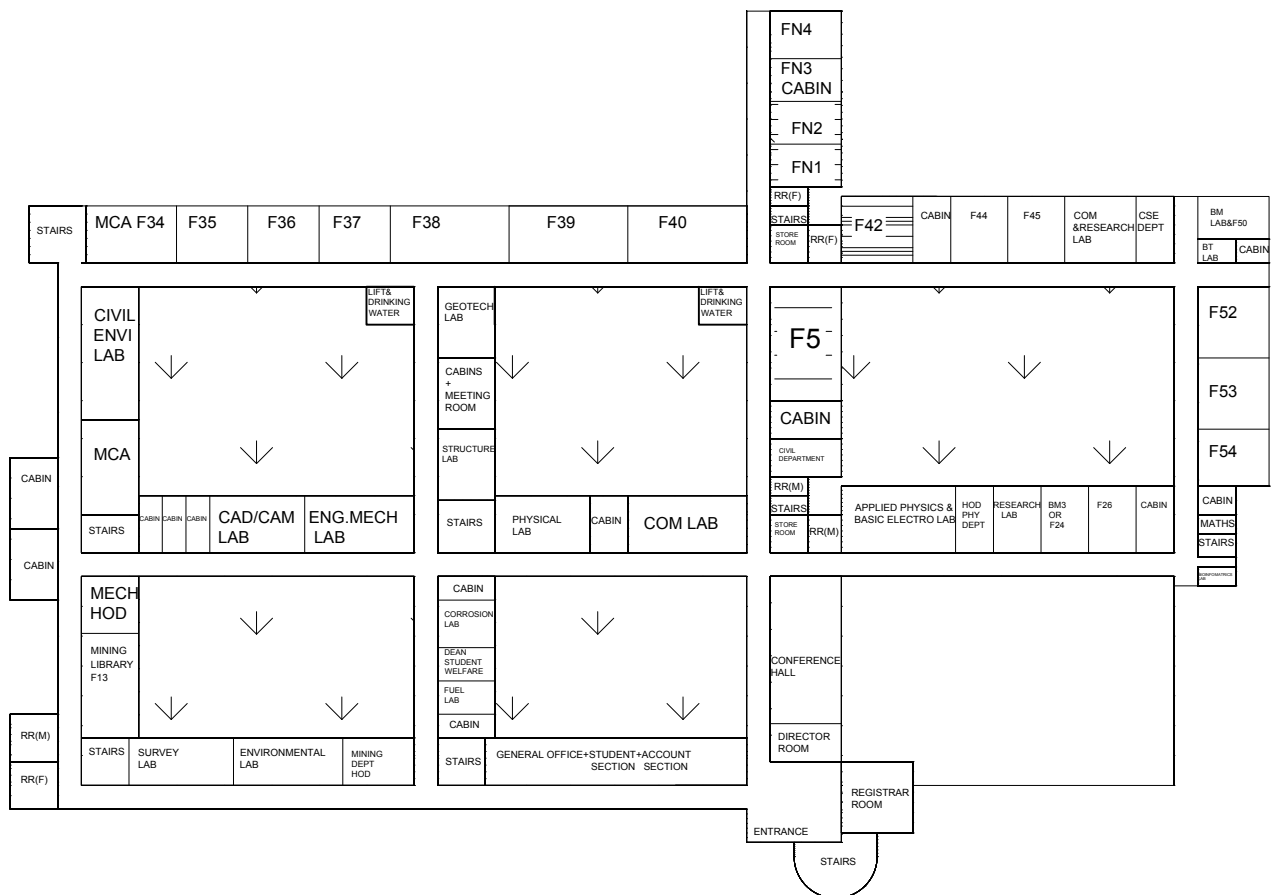 FN4
FN3
CABIN
FN2
FN1
RR(F)
STAIRS
STORE
ROOM
RR(F)
STAIRS
MCA F34
F35
F36
F37
F38
F39
F40
F42
CABIN
F44
F45
COM
&RESEARCH
LAB
CSE
DEPT
BM
LAB&F50
BT
LAB
CABIN
CIVIL
ENVI
LAB
LIFT&
DRINKING
WATER
GEOTECH
LAB
LIFT&
DRINKING
WATER
F5
F52
CABINS
+
MEETING
ROOM
F53
CABIN
MCA
STRUCTURE
LAB
CIVIL
DEPARTMENT
F54
CABIN
RR(M)
STAIRS
STORE
ROOM
RR(M)
STAIRS
CABIN
CABIN
CABIN
CAD/CAM
LAB
ENG.MECH
LAB
STAIRS
PHYSICAL
LAB
CABIN
COM LAB
APPLIED PHYSICS &
BASIC ELECTRO LAB
HOD
PHY
DEPT
RESEARCH
LAB
BM3
OR
F24
F26
CABIN
CABIN
MATHS
STAIRS
CABIN
MECH
HOD
MINING
LIBRARY
F13
CABIN
CORROSION
LAB
DEAN
STUDENT
WELFARE
FUEL
LAB
CABIN
CONFERENCE
HALL
DIRECTOR
ROOM
RR(M)
RR(F)
STAIRS
SURVEY
LAB
ENVIRONMENTAL
LAB
MINING
DEPT
HOD
STAIRS
GENERAL OFFICE+STUDENT+ACCOUNT
SECTION SECTION
REGISTRAR
ROOM
ENTRANCE
STAIRS